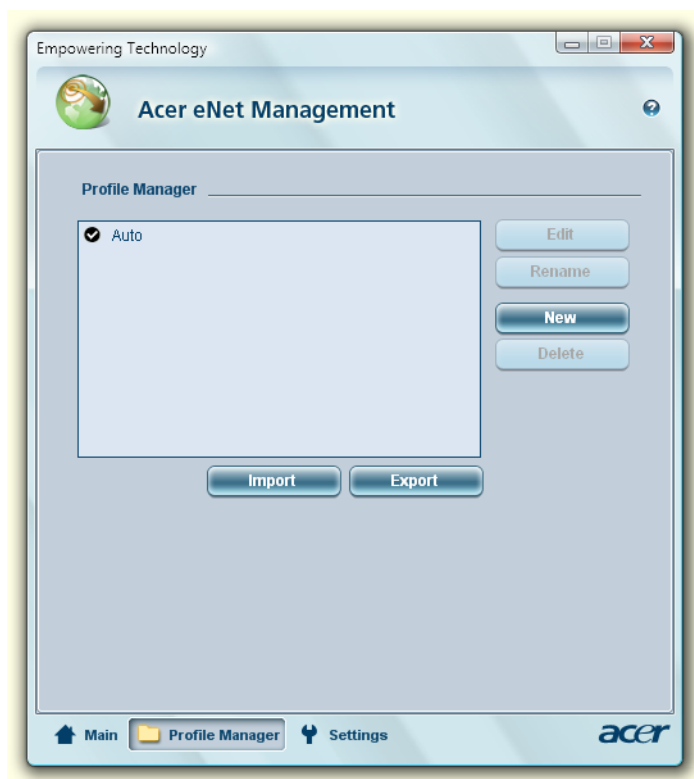 Empowering Technology
Acer eNet Management
Profile Manager
Auto
Edit
Rename
New
Delete
Import Export
Main Profile Manager Settings acer